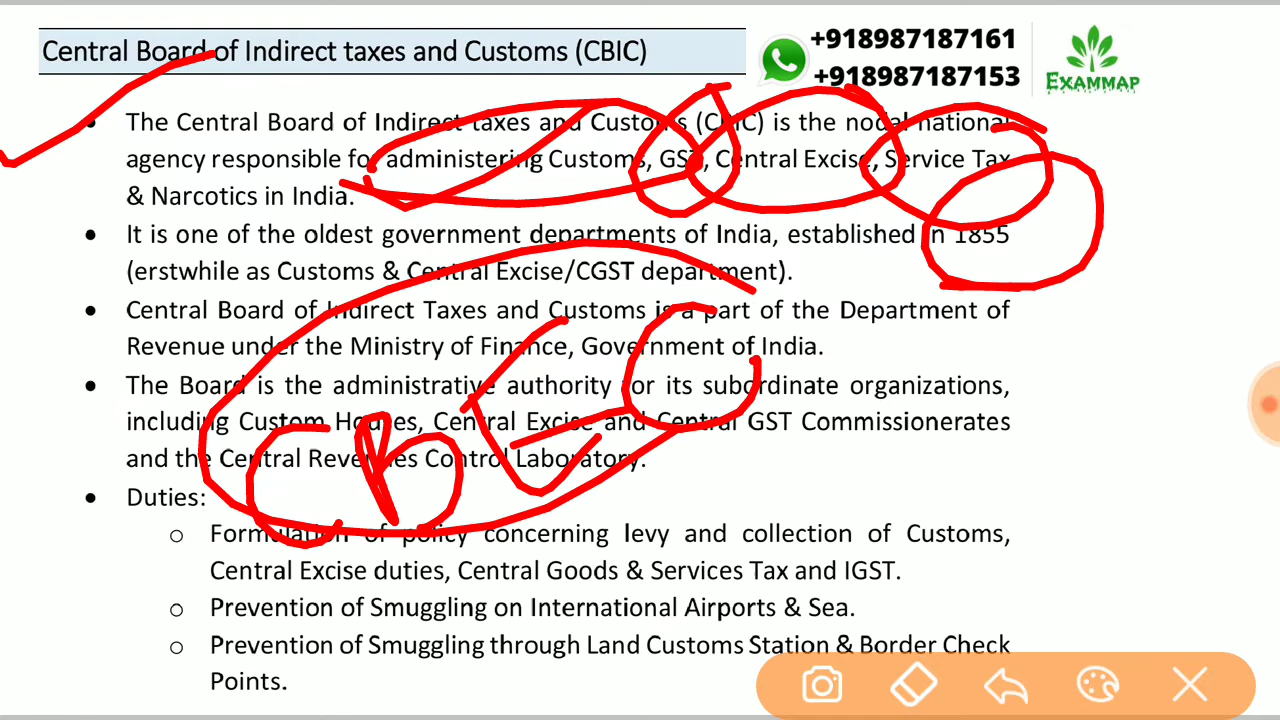 Central Board of Indirect taxes and Customs (CBIC)
+918987187161
+918987187153
EXAMMAP
• The Central Board of Indirect taxes and Customs (CBIC) is the nodal national
agency responsible for administering Customs, GST, Central Excise, Service Tax
& Narcotics in India.
• It is one of the oldest government departments of India, established in 1855
(erstwhile as Customs & Central Excise/CGST department).
• Central Board of Indirect Taxes and Customs is a part of the Department of
Revenue under the Ministry of Finance, Government of India.
• The Board is the administrative authority for its subordinate organizations,
including Custom Houses, Central Excise and Central GST Commissionerates
and the Central Revenues Control Laboratory.
• Duties:
o Formulation of policy concerning levy and collection of Customs,
Central Excise duties, Central Goods & Services Tax and IGST.
o Prevention of Smuggling on International Airports & Sea.
o Prevention of Smuggling through Land Customs Station & Border Check
Points.